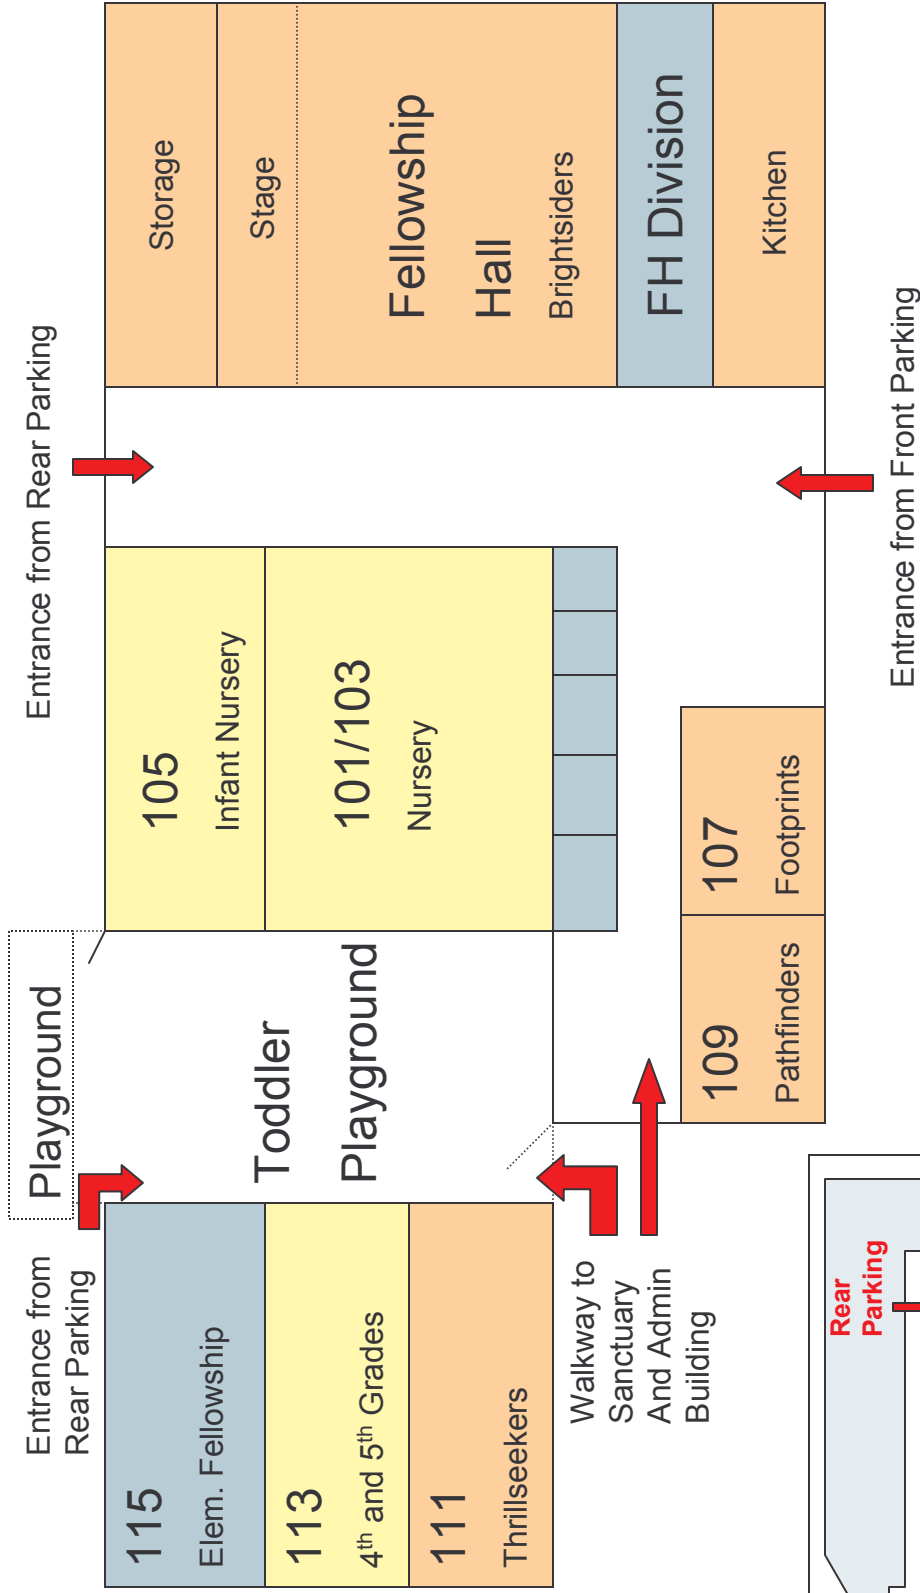 Entrance from
Rear Parking
Playground
Entrance from Rear Parking
115
Elem. Fellowship
113
4th and 5th Grades
111
Thrillseekers
Toddler
Playground
105
Infant Nursery
101/103
Nursery
Storage
Stage
Fellowship
Hall
Brightsiders
FH Division
Kitchen
Walkway to
Sanctuary
And Admin
Building
109
Pathfinders
107
Footprints
Entrance from Front Parking
Rear
Parking